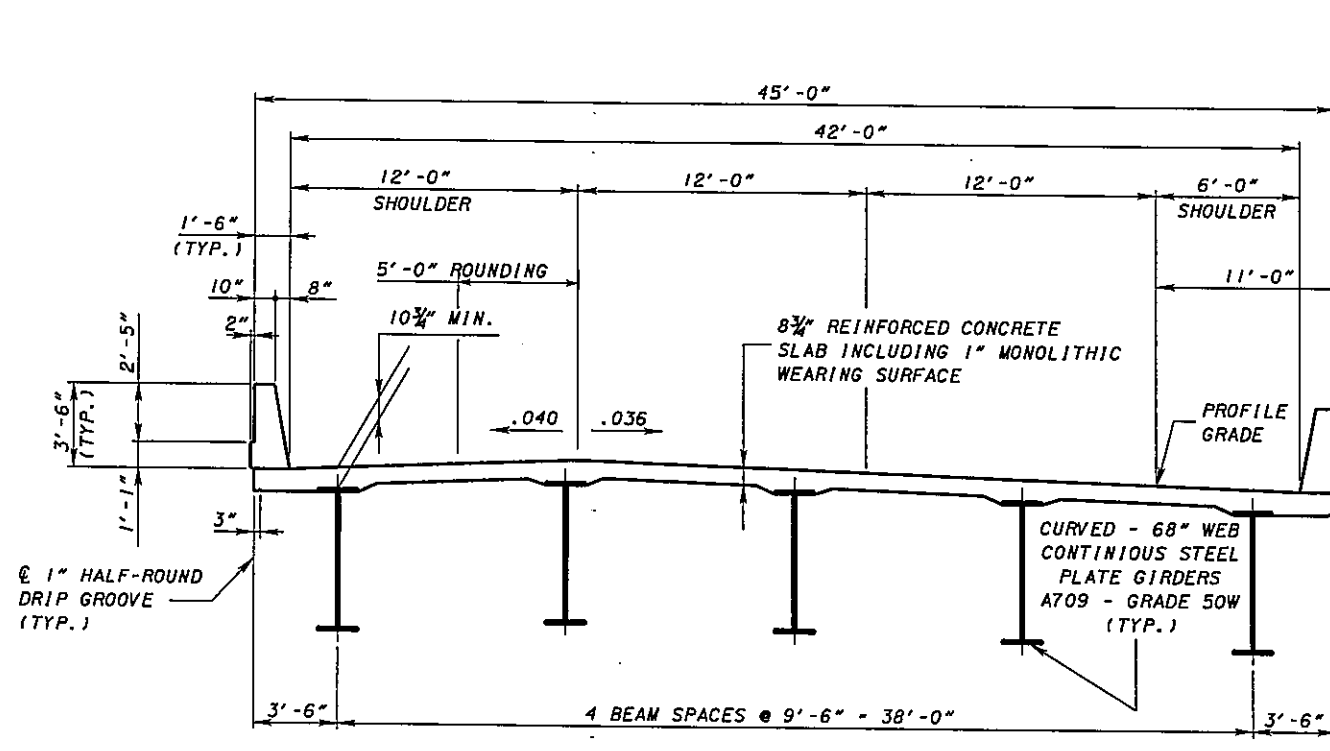 45'-0"
42'-0"
12'-0"
SHOULDER
12'-0"
12'-0"
6'-0"
SHOULDER
1'-6"
(TYP.)
5'-0" ROUNDING
11'-0"
10"
8"
2"
10¾" MIN.
8¾" REINFORCED CONCRETE
SLAB INCLUDING 1" MONOLITHIC
WEARING SURFACE
2'-5"
3'-6"
(TYP.)
.040
.036
PROFILE
GRADE
1'-1"
3"
CURVED - 68" WEB
CONTINIOUS STEEL
PLATE GIRDERS
A709 - GRADE 50W
(TYP.)
℄ 1" HALF-ROUND
DRIP GROOVE
(TYP.)
3'-6"
4 BEAM SPACES @ 9'-6" = 38'-0"
3'-6"